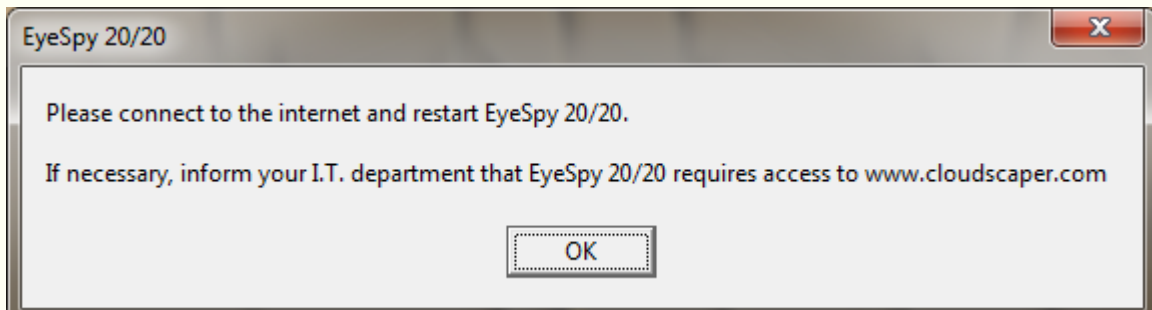 EyeSpy 20/20
Please connect to the internet and restart EyeSpy 20/20.
If necessary, inform your I.T. department that EyeSpy 20/20 requires access to www.cloudscaper.com
OK